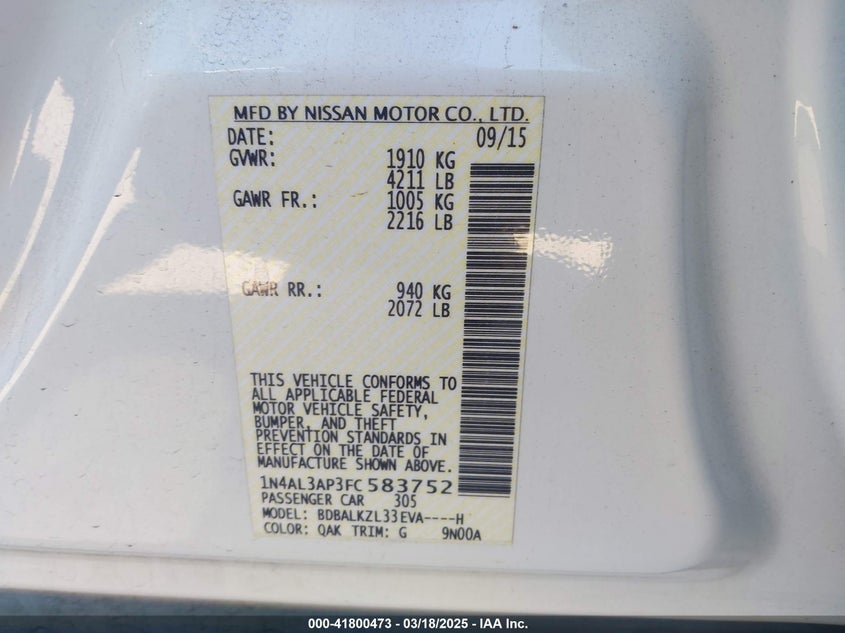 MFD BY NISSAN MOTOR CO., LTD.
DATE: 09/15
GVWR: 1910 KG
4211 LB
GAWR FR.: 1005 KG
2216 LB
GAWR RR.: 940 KG
2072 LB
THIS VEHICLE CONFORMS TO
ALL APPLICABLE FEDERAL
MOTOR VEHICLE SAFETY,
BUMPER, AND THEFT
PREVENTION STANDARDS IN
EFFECT ON THE DATE OF
MANUFACTURE SHOWN ABOVE.
1N4AL3AP3FC583752
PASSENGER CAR 305
MODEL: BDBALKZL33EVA----H
COLOR: QAK TRIM: G 9N00A
000-41800473 - 03/18/2025 - IAA Inc.